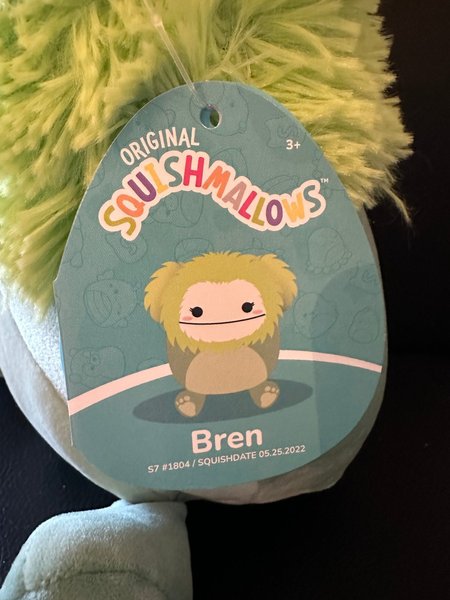 ORIGINAL
3+
SQUISHMALLOWS™
Bren
S7 #1804 / SQUISHDATE 05.25.2022